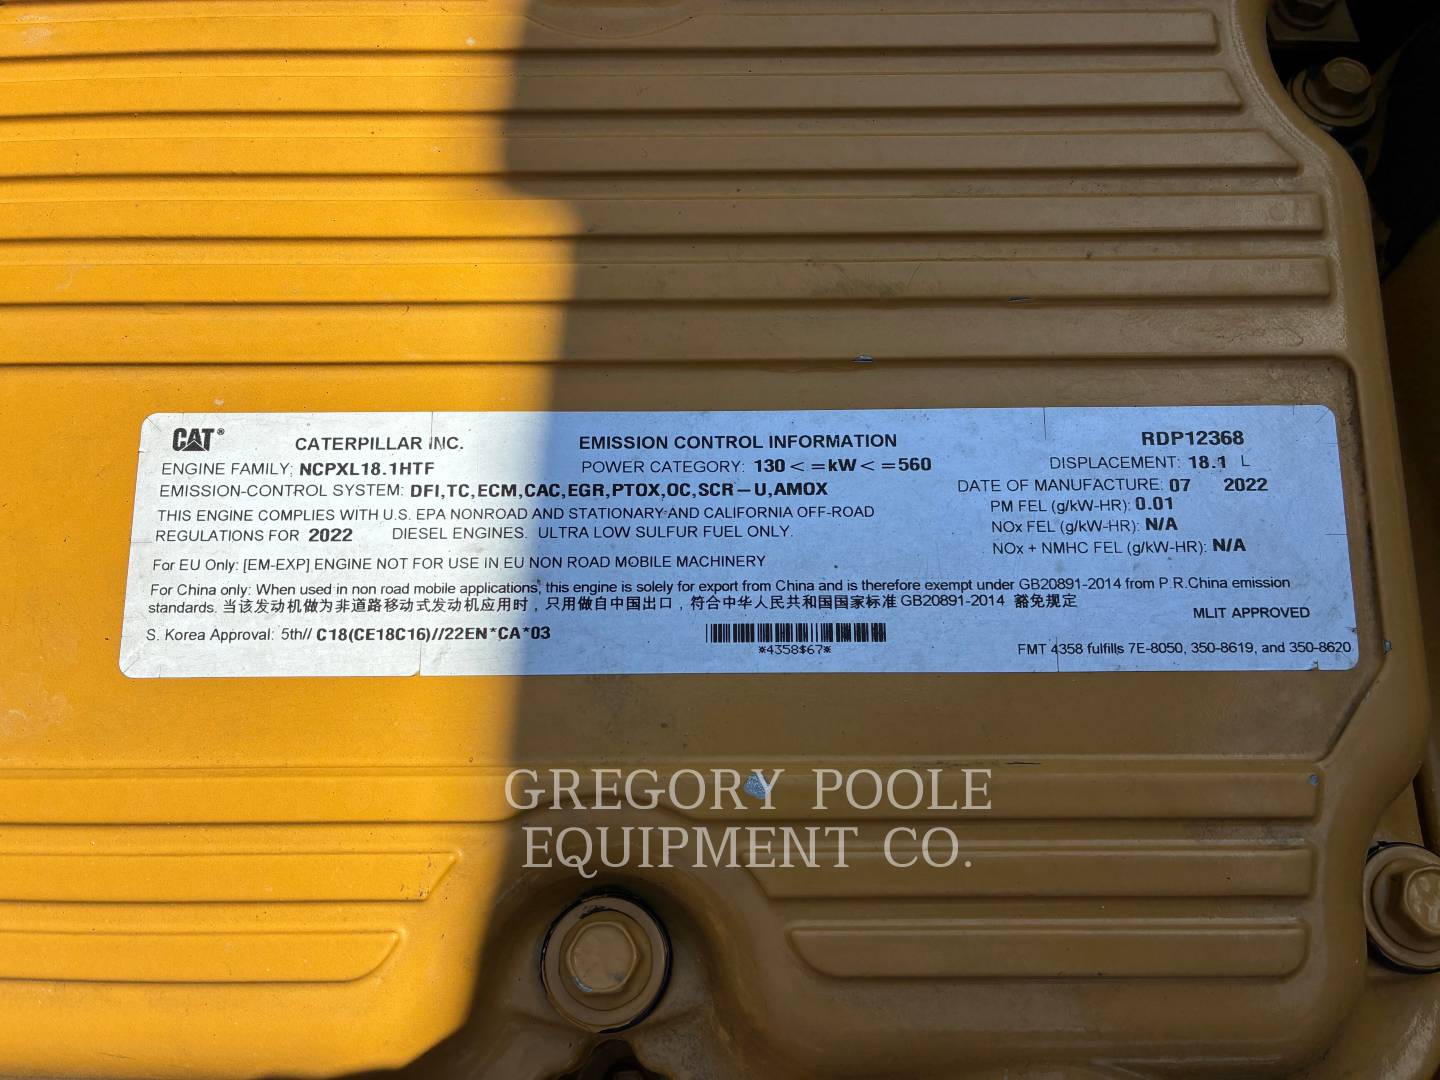 CAT® CATERPILLAR INC. EMISSION CONTROL INFORMATION RDP12368
ENGINE FAMILY: NCPXL18.1HTF POWER CATEGORY: 130<=kW<=560 DISPLACEMENT: 18.1 L
EMISSION-CONTROL SYSTEM: DFI,TC,ECM,CAC,EGR,PTOX,OC,SCR-U,AMOX DATE OF MANUFACTURE: 07 2022
THIS ENGINE COMPLIES WITH U.S. EPA NONROAD AND STATIONARY AND CALIFORNIA OFF-ROAD PM FEL (g/kW-HR): 0.01
REGULATIONS FOR 2022 DIESEL ENGINES. ULTRA LOW SULFUR FUEL ONLY. NOx FEL (g/kW-HR): N/A
NOx + NMHC FEL (g/kW-HR): N/A
For EU Only: [EM-EXP] ENGINE NOT FOR USE IN EU NON ROAD MOBILE MACHINERY
For China only: When used in non road mobile applications, this engine is solely for export from China and is therefore exempt under GB20891-2014 from P.R.China emission
standards. 当该发动机做为非道路移动式发动机应用时，只用做自中国出口，符合中华人民共和国国家标准 GB20891-2014 豁免规定
MLIT APPROVED
S. Korea Approval: 5th// C18(CE18C16)//22EN*CA*03
*4358$67*
FMT 4358 fulfills 7E-8050, 350-8619, and 350-8620
GREGORY POOLE
EQUIPMENT CO.